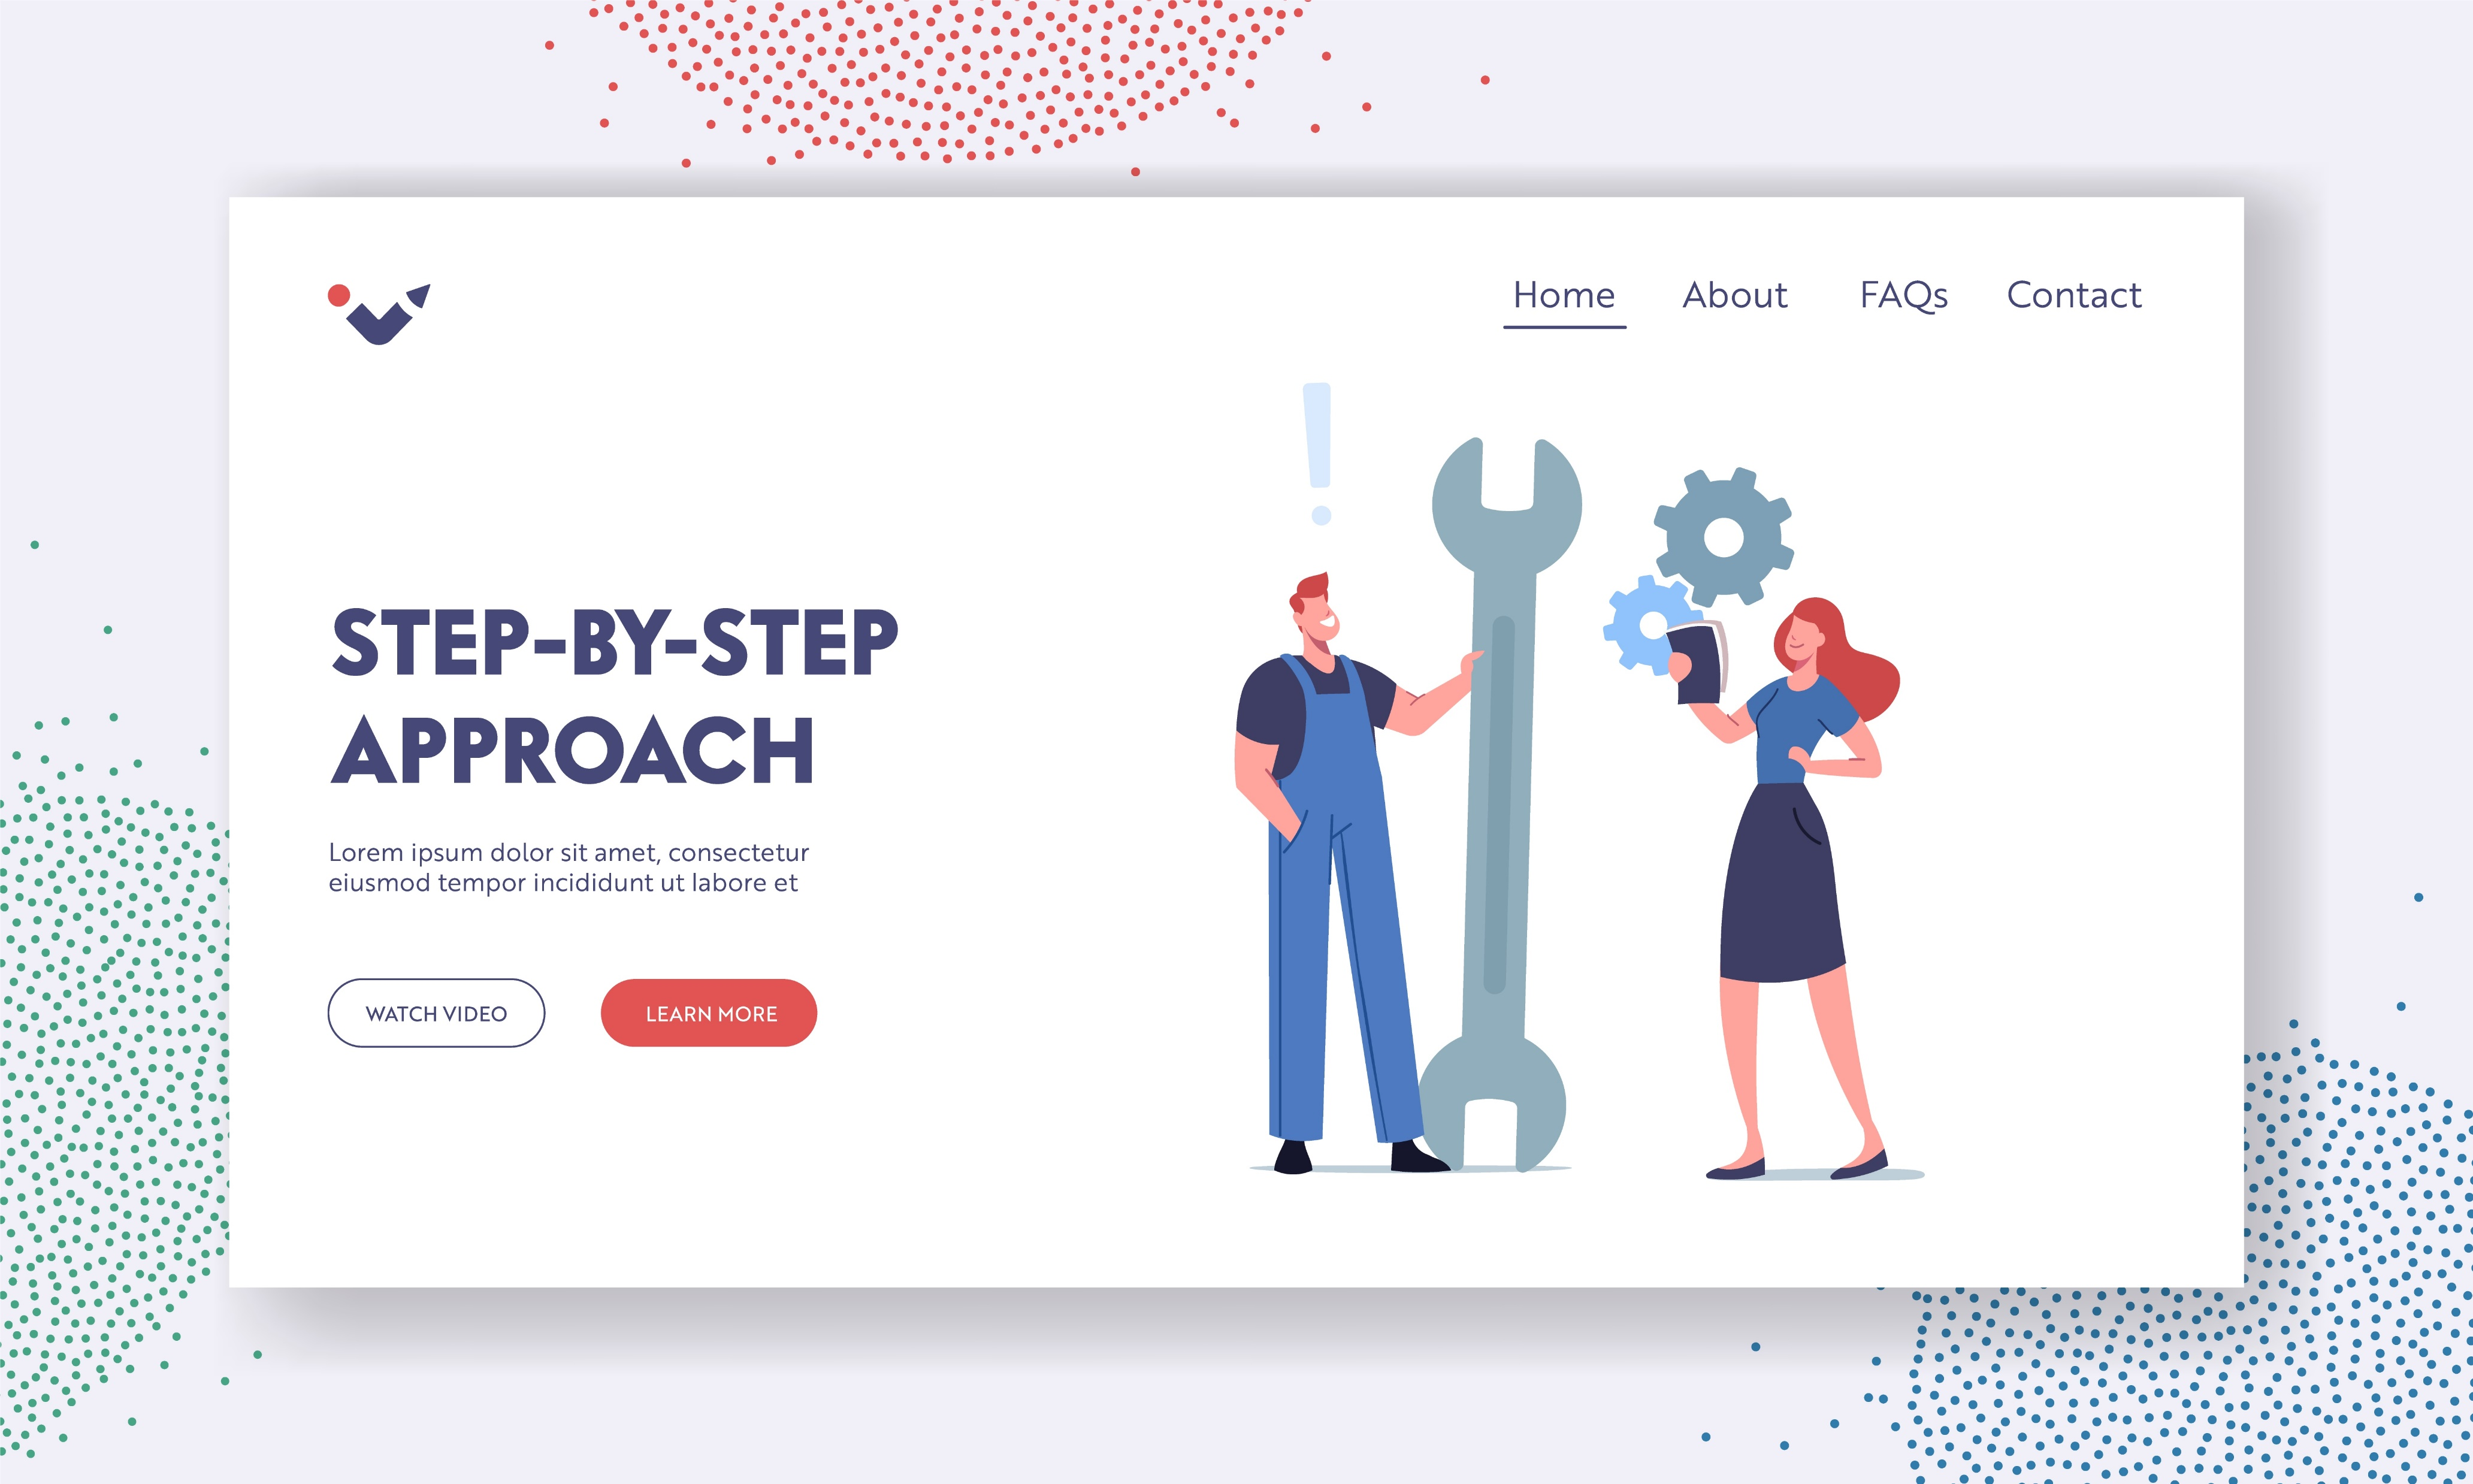 Home About FAQs Contact
STEP-BY-STEP
APPROACH
Lorem ipsum dolor sit amet, consectetur
eiusmod tempor incididunt ut labore et
WATCH VIDEO LEARN MORE